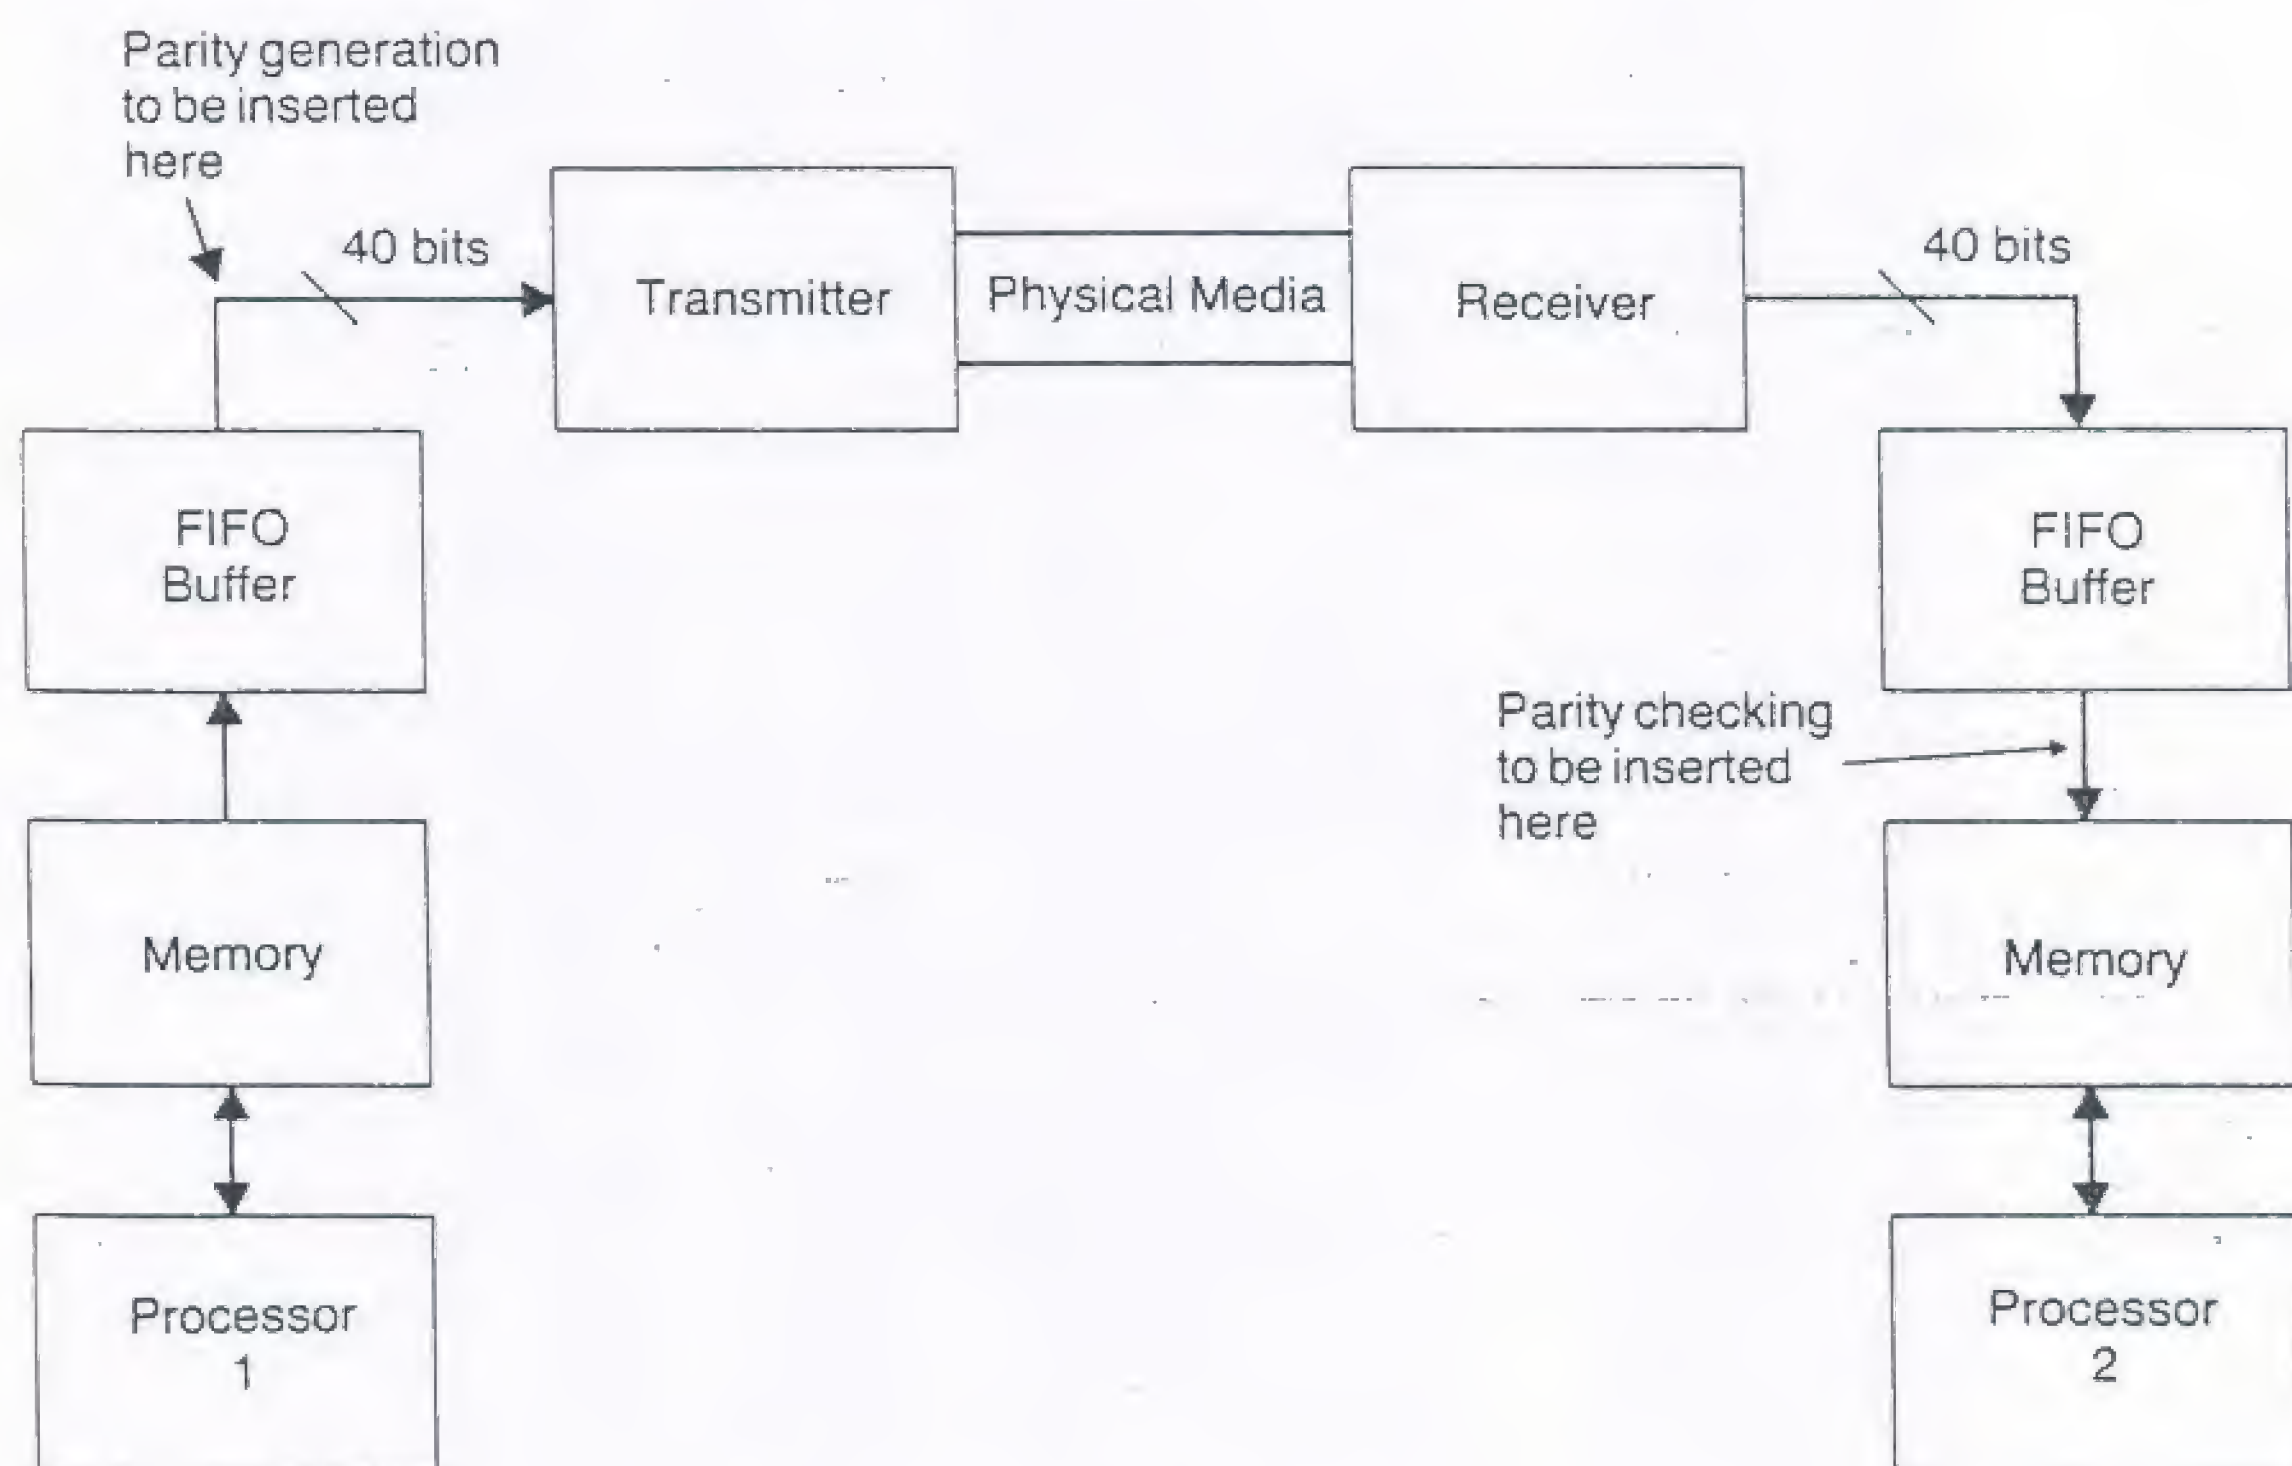 Parity generation
to be inserted
here
40 bits
Transmitter
Physical Media
Receiver
40 bits
FIFO
Buffer
FIFO
Buffer
Parity checking
to be inserted
here
Memory
Memory
Processor
1
Processor
2